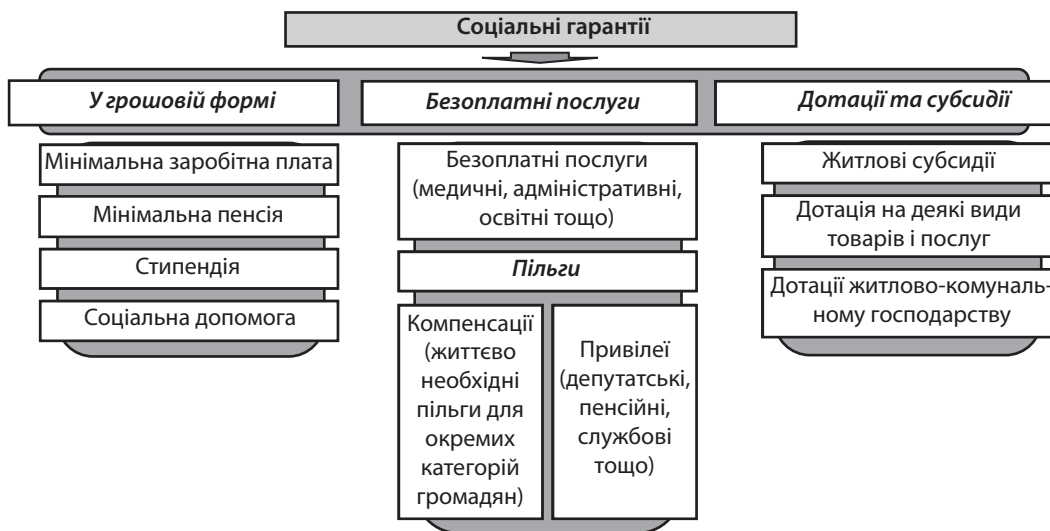 Соціальні гарантії
У грошовій формі
Безоплатні послуги
Дотації та субсидії
Мінімальна заробітна плата
Мінімальна пенсія
Стипендія
Соціальна допомога
Безоплатні послуги
(медичні, адміністративні,
освітні тощо)
Пільги
Компенсації
(життєво
необхідні
пільги для
окремих
категорій
громадян)
Привілеї
(депутатські,
пенсійні,
службові
тощо)
Житлові субсидії
Дотація на деякі види
товарів і послуг
Дотації житлово-комуналь-
ному господарству